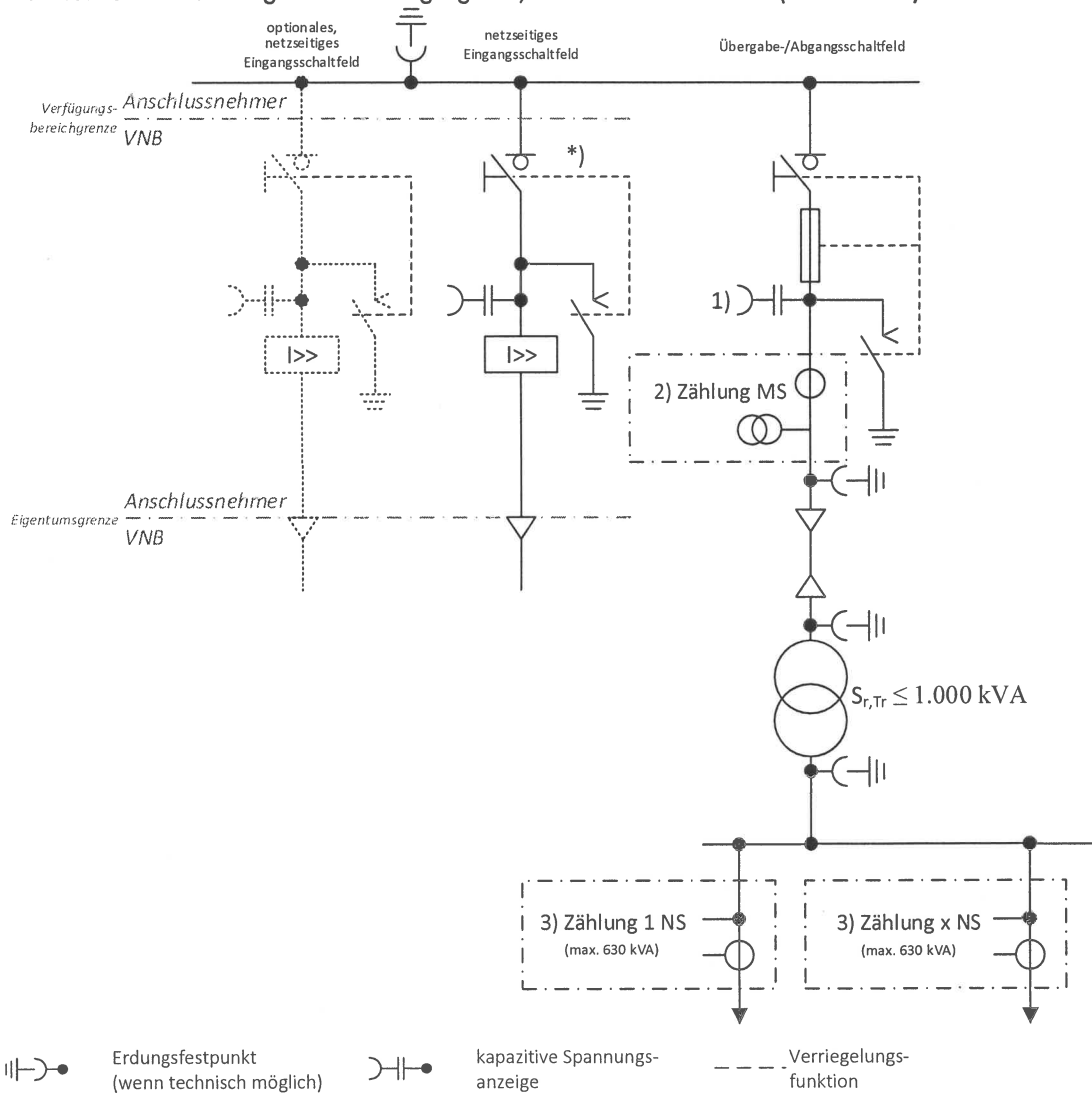 optionales,
netzseitiges
Eingangsschaltfeld
netzseitiges
Eingangsschaltfeld
Übergabe-/Abgangsschaltfeld
Verfügungs-
bereichgrenze
Anschlussnehmer
VNB
*)
1)
I>>
I>>
2) Zählung MS
Eigentumsgrenze
Anschlussnehmer
VNB
Sr,Tr ≤ 1.000 kVA
3) Zählung 1 NS
(max. 630 kVA)
3) Zählung x NS
(max. 630 kVA)
Erdungsfestpunkt
(wenn technisch möglich)
kapazitive Spannungs-
anzeige
Verriegelungs-
funktion